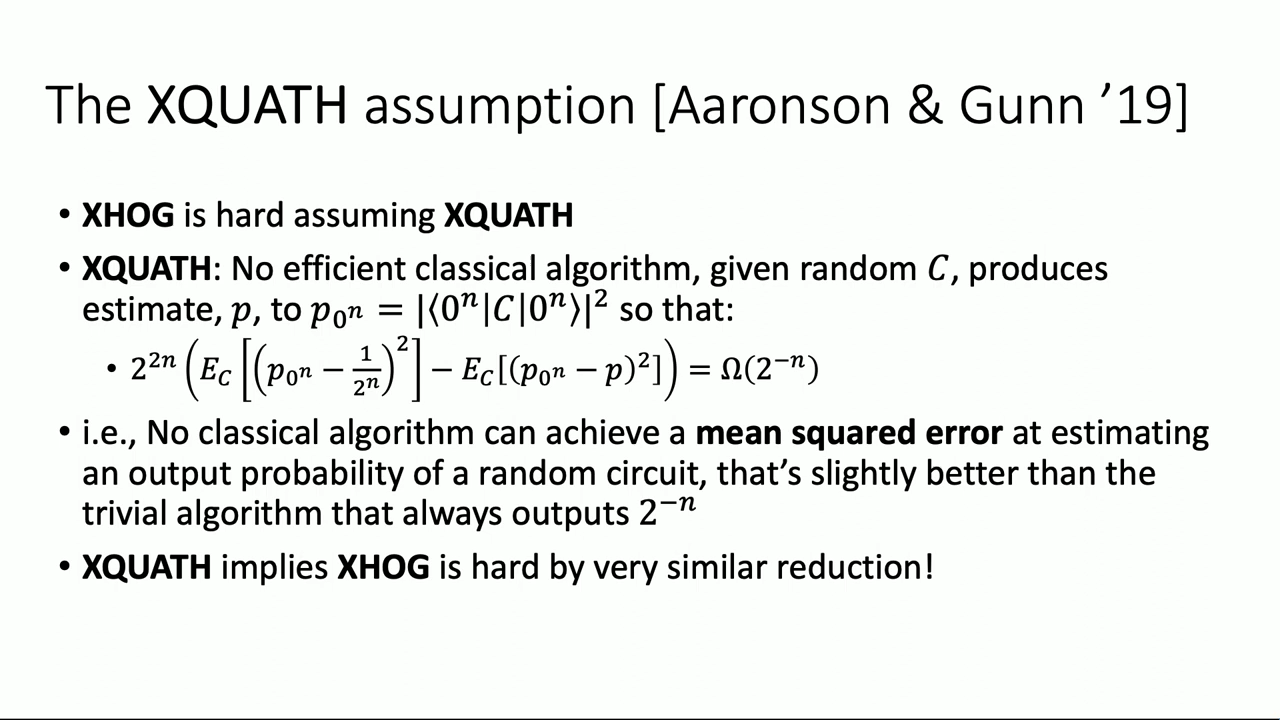 The XQUATH assumption [Aaronson & Gunn ’19]
• XHOG is hard assuming XQUATH
• XQUATH: No efficient classical algorithm, given random 𝐶, produces
estimate, 𝑝, to 𝑝_{0^𝑛} = |⟨0^𝑛|𝐶|0^𝑛⟩|^2 so that:
• 2^{2𝑛} (𝐸_𝐶 [(𝑝_{0^𝑛} − \frac{1}{2^𝑛})^2] − 𝐸_𝐶[(𝑝_{0^𝑛} − 𝑝)^2]) = Ω(2^{−𝑛})
• i.e., No classical algorithm can achieve a mean squared error at estimating
an output probability of a random circuit, that’s slightly better than the
trivial algorithm that always outputs 2^{−𝑛}
• XQUATH implies XHOG is hard by very similar reduction!